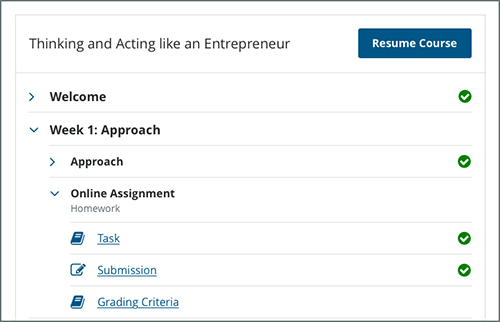 Thinking and Acting like an Entrepreneur
Resume Course
Welcome
Week 1: Approach
Approach
Online Assignment
Homework
Task
Submission
Grading Criteria